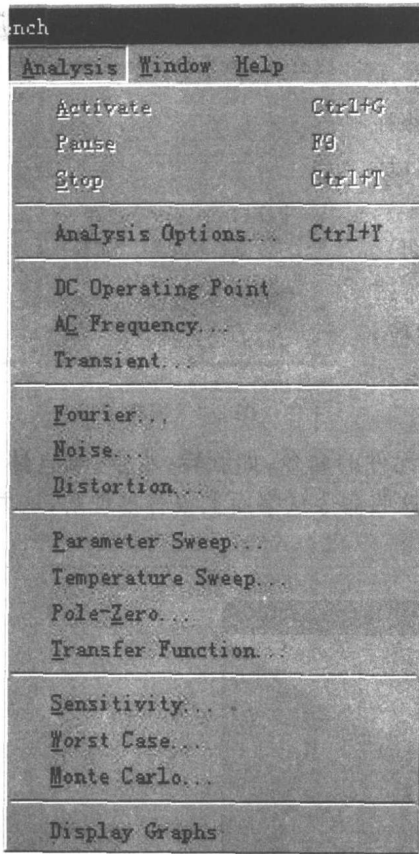 nch
Analysis Window Help
Activate Ctrl+G
Pause F9
Stop Ctrl+T
Analysis Options... Ctrl+Y
DC Operating Point
AC Frequency...
Transient...
Fourier...
Noise...
Distortion...
Parameter Sweep...
Temperature Sweep...
Pole-Zero...
Transfer Function...
Sensitivity...
Worst Case...
Monte Carlo...
Display Graphs